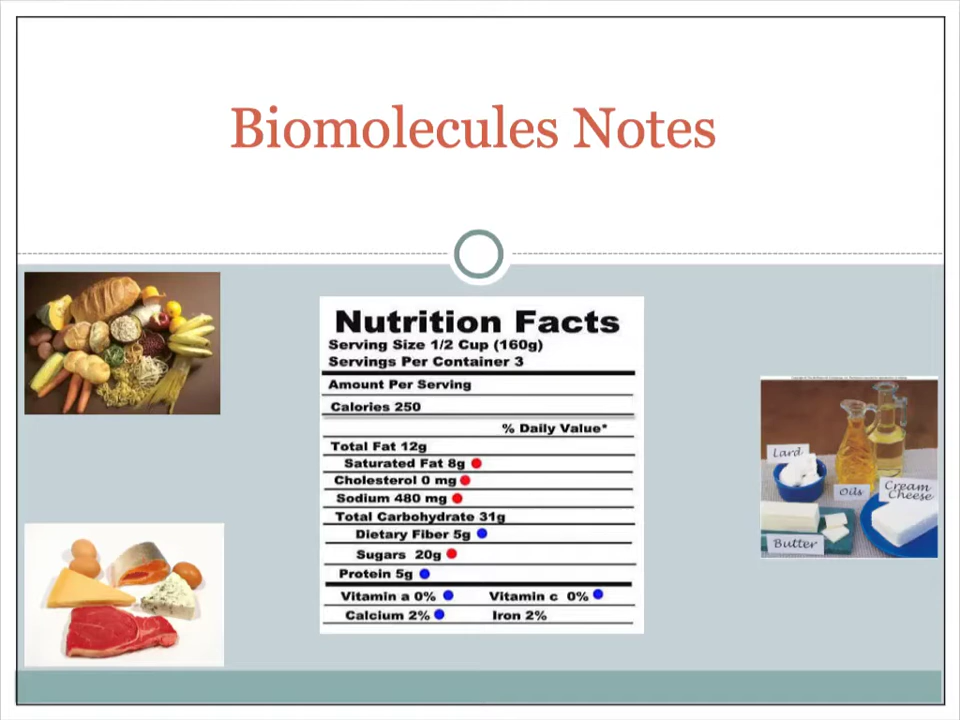 Biomolecules Notes
Nutrition Facts
Serving Size 1/2 Cup (160g)
Servings Per Container 3
Amount Per Serving
Calories 250
% Daily Value*
Total Fat 12g
Saturated Fat 8g
Cholesterol 0 mg
Sodium 480 mg
Total Carbohydrate 31g
Dietary Fiber 5g
Sugars 20g
Protein 5g
Vitamin a 0% Vitamin c 0%
Calcium 2% Iron 2%
Lard
Oils
Cream
Cheese
Butter